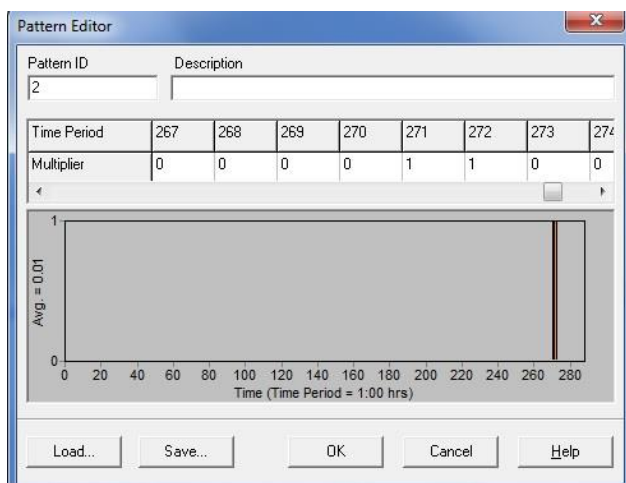 Pattern Editor
Pattern ID Description
2
Time Period 267 268 269 270 271 272 273 274
Multiplier 0 0 0 0 1 1 0 0
1
Avg. = 0.01
0
0 20 40 60 80 100 120 140 160 180 200 220 240 260 280
Time (Time Period = 1:00 hrs)
Load... Save... OK Cancel Help